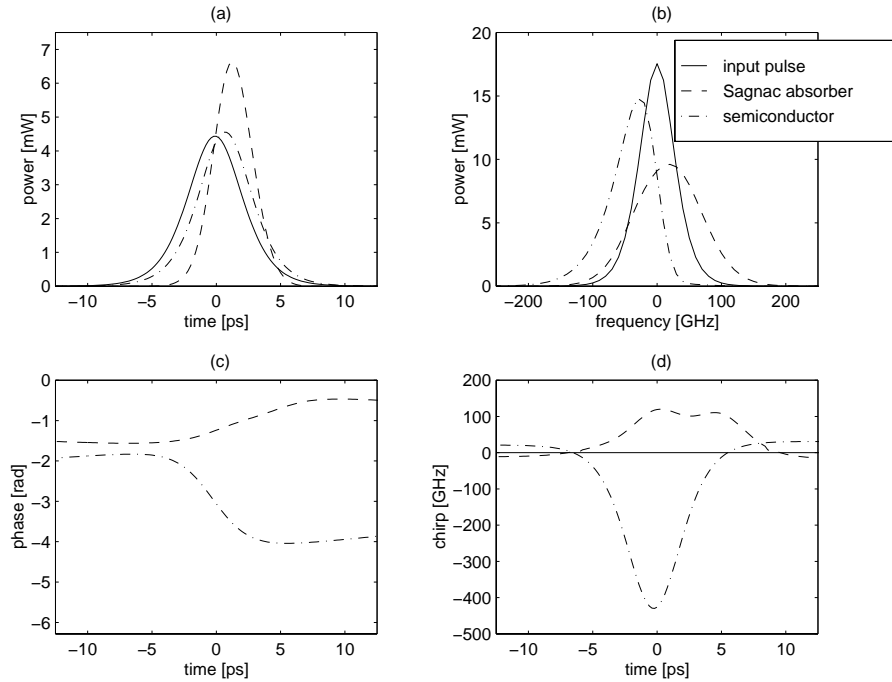 (a)
7
6
5
4
3
2
1
0
power [mW]
−10 −5 0 5 10
time [ps]
(b)
20
15
10
5
0
power [mW]
−200 −100 0 100 200
frequency [GHz]
input pulse
Sagnac absorber
semiconductor
(c)
0
−1
−2
−3
−4
−5
−6
phase [rad]
−10 −5 0 5 10
time [ps]
(d)
200
100
0
−100
−200
−300
−400
−500
chirp [GHz]
−10 −5 0 5 10
time [ps]